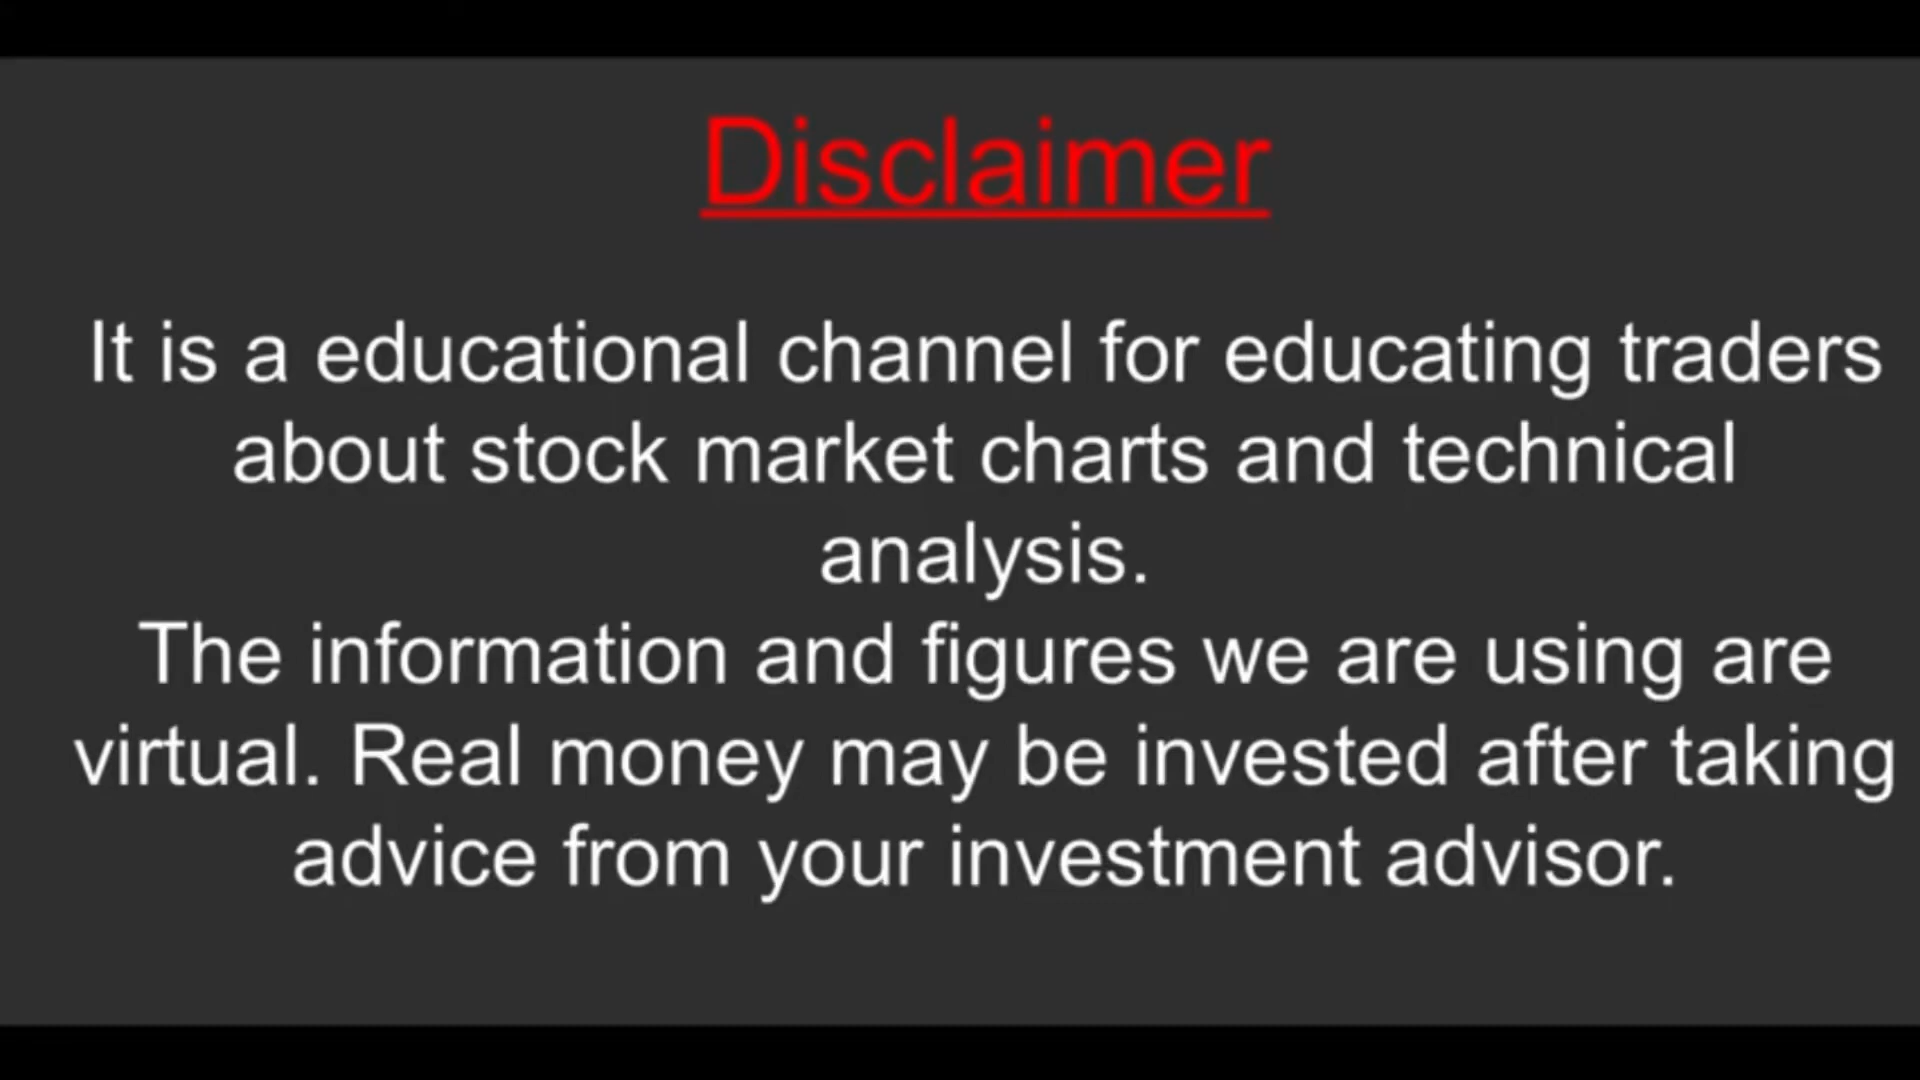 Disclaimer
It is a educational channel for educating traders
about stock market charts and technical
analysis.
The information and figures we are using are
virtual. Real money may be invested after taking
advice from your investment advisor.